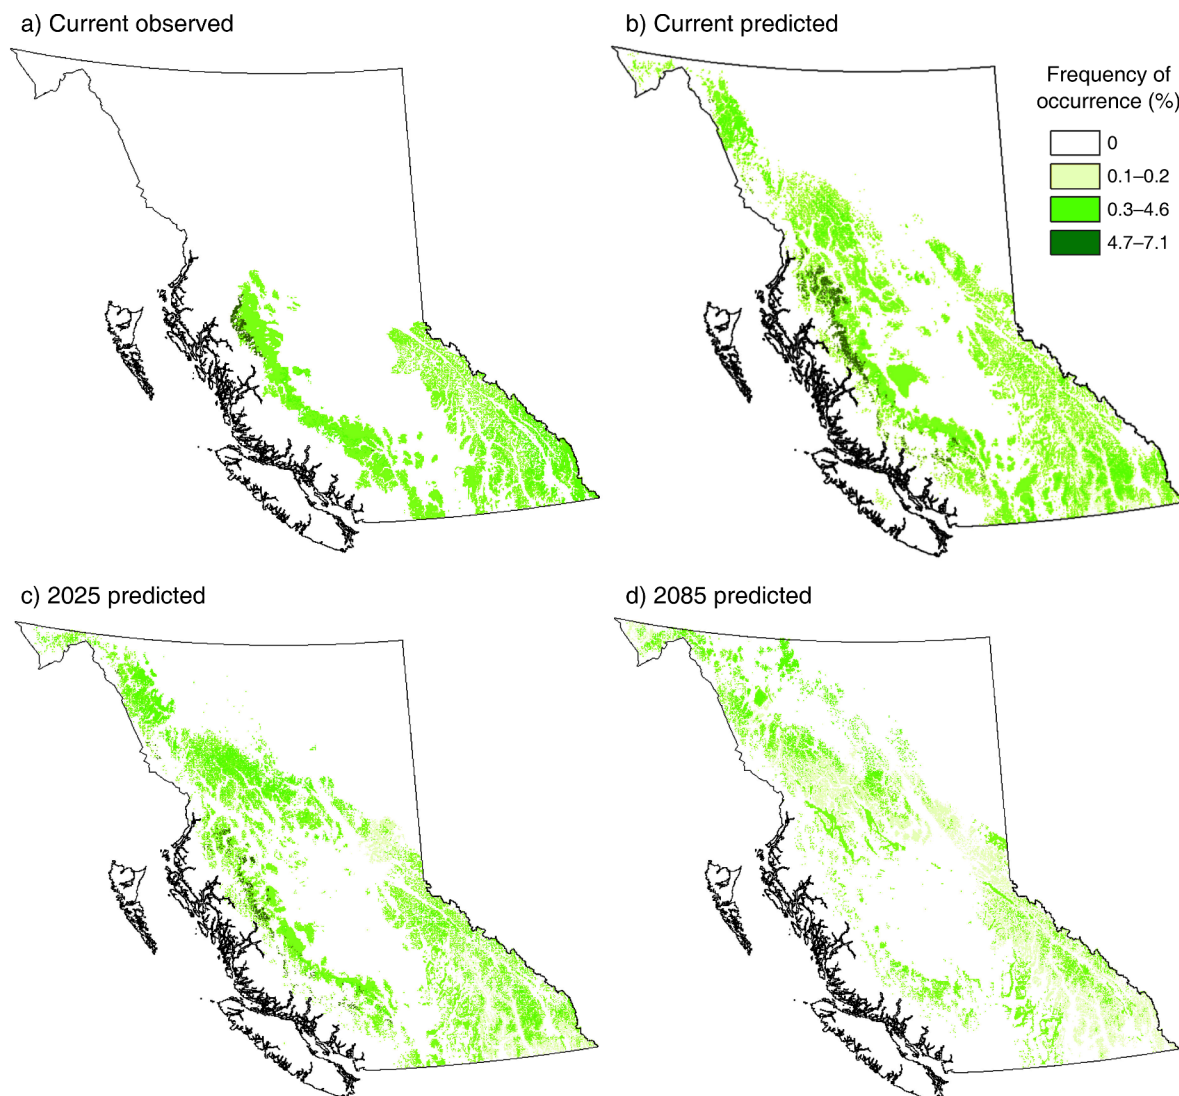 a) Current observed
b) Current predicted
Frequency of
occurrence (%)
0
0.1–0.2
0.3–4.6
4.7–7.1
c) 2025 predicted
d) 2085 predicted